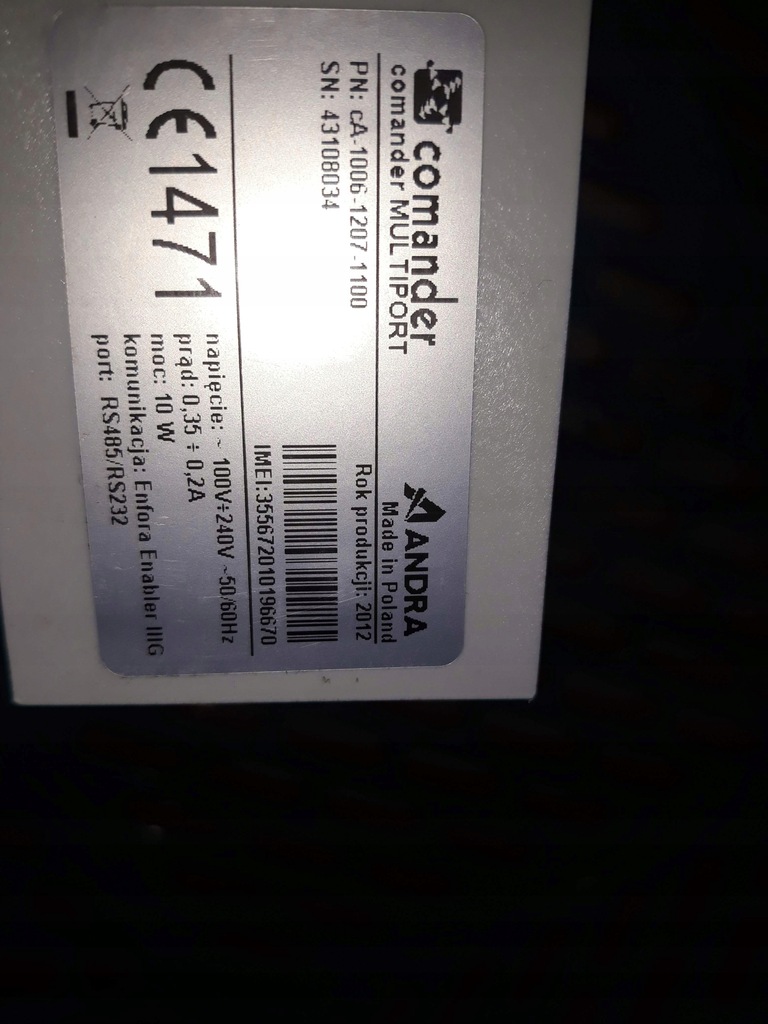 comander
comander MULTIPORT
ANDRA
Made in Poland
PN: cA-1006-1207-1100
SN: 43108034
Rok produkcji: 2012
IMEI:355672010196670
CE1471
napięcie: ~ 100V÷240V ~50/60Hz
prąd: 0,35 ÷ 0,2A
moc: 10 W
komunikacja: Enfora Enabler IIIG
port: RS485/RS232